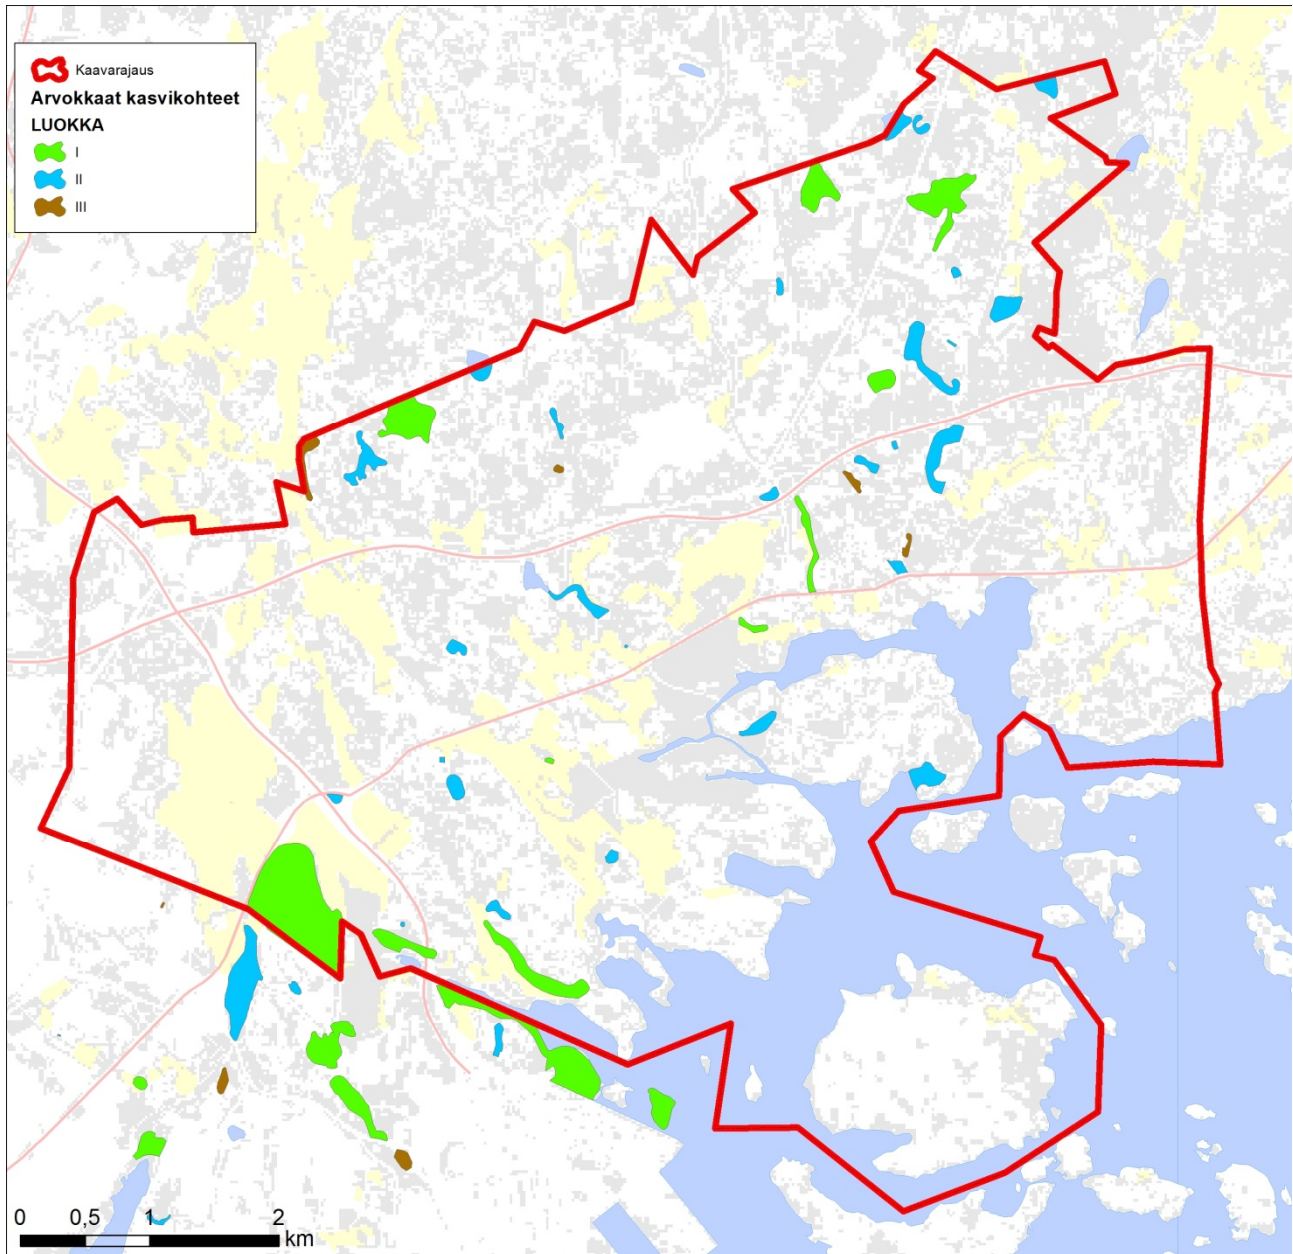 Kaavarajaus
Arvokkaat kasvikohteet
LUOKKA
I
II
III
0 0,5 1 2
km